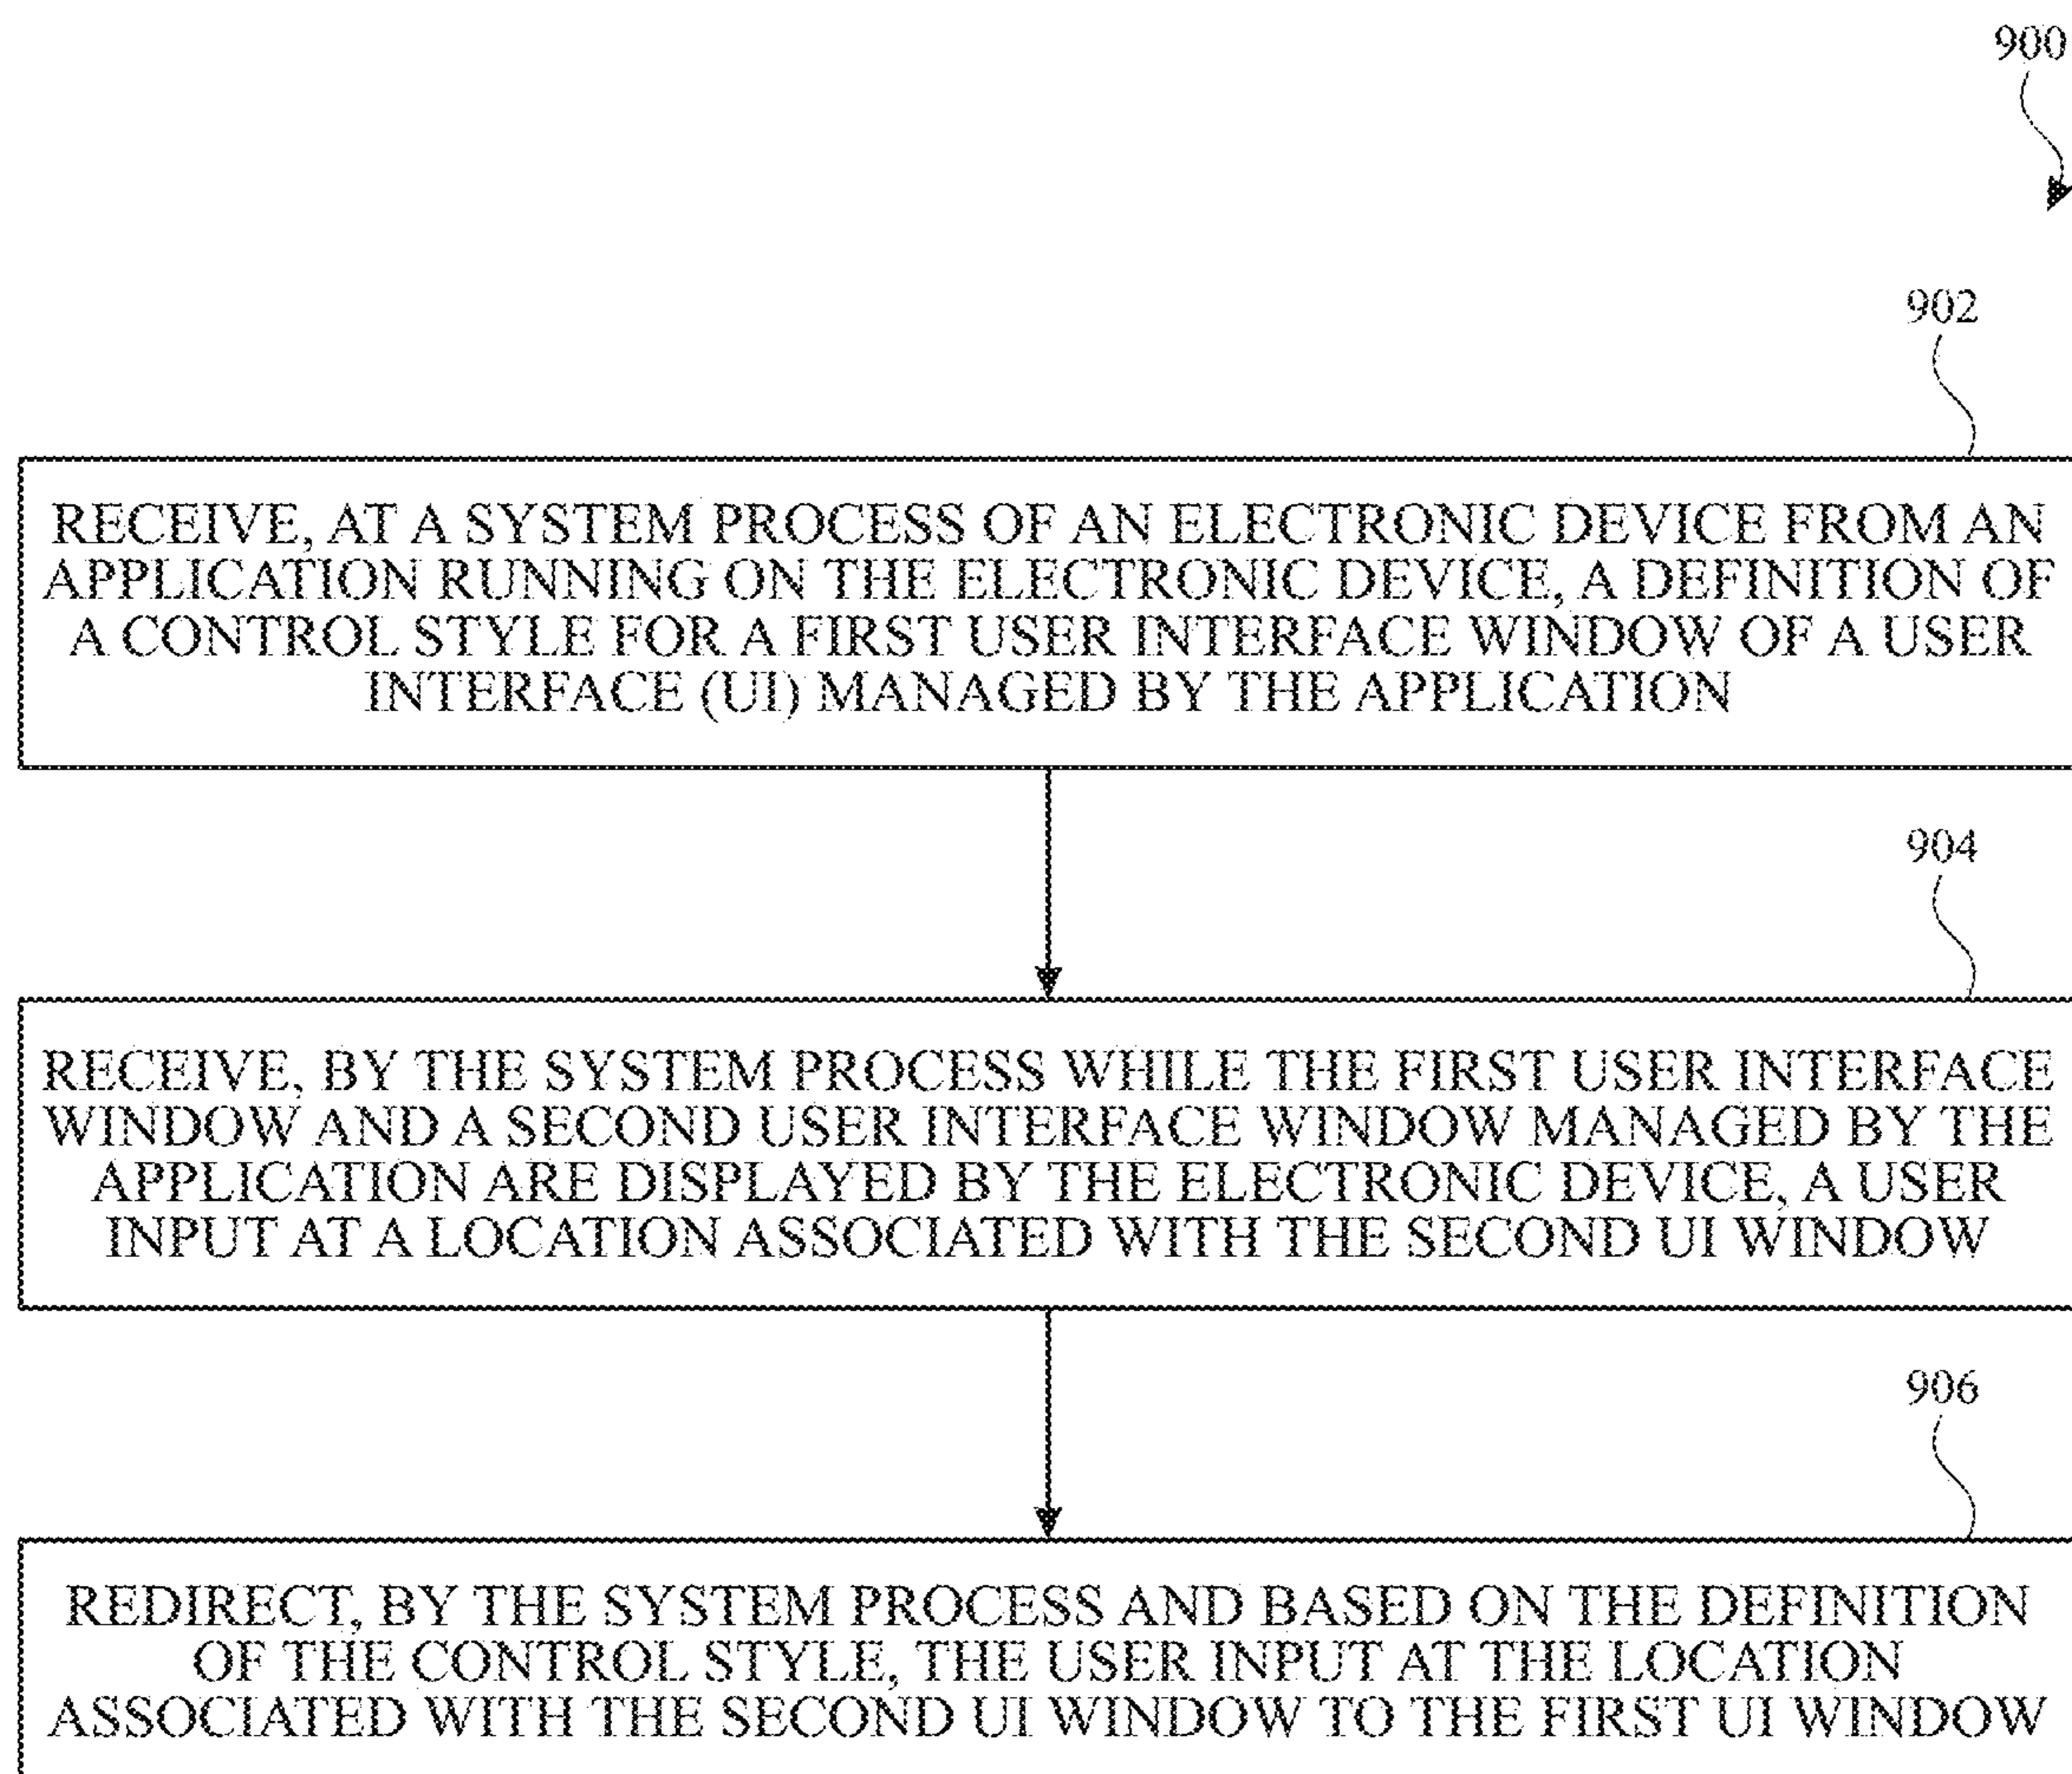 900
902
RECEIVE, AT A SYSTEM PROCESS OF AN ELECTRONIC DEVICE FROM AN
APPLICATION RUNNING ON THE ELECTRONIC DEVICE, A DEFINITION OF
A CONTROL STYLE FOR A FIRST USER INTERFACE WINDOW OF A USER
INTERFACE (UI) MANAGED BY THE APPLICATION
904
RECEIVE, BY THE SYSTEM PROCESS WHILE THE FIRST USER INTERFACE
WINDOW AND A SECOND USER INTERFACE WINDOW MANAGED BY THE
APPLICATION ARE DISPLAYED BY THE ELECTRONIC DEVICE, A USER
INPUT AT A LOCATION ASSOCIATED WITH THE SECOND UI WINDOW
906
REDIRECT, BY THE SYSTEM PROCESS AND BASED ON THE DEFINITION
OF THE CONTROL STYLE, THE USER INPUT AT THE LOCATION
ASSOCIATED WITH THE SECOND UI WINDOW TO THE FIRST UI WINDOW